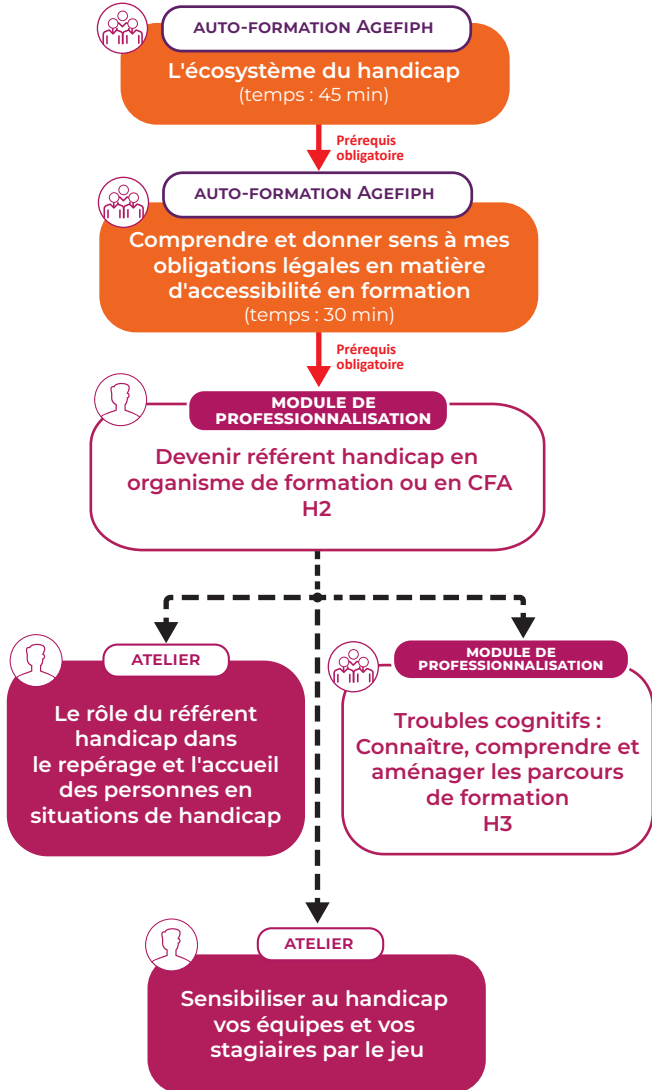 AUTO-FORMATION AGEFIPH
L'écosystème du handicap
(temps : 45 min)
Prérequis
obligatoire
AUTO-FORMATION AGEFIPH
Comprendre et donner sens à mes
obligations légales en matière
d'accessibilité en formation
(temps : 30 min)
Prérequis
obligatoire
MODULE DE
PROFESSIONNALISATION
Devenir référent handicap en
organisme de formation ou en CFA
H2
ATELIER
Le rôle du référent
handicap dans
le repérage et l'accueil
des personnes en
situations de handicap
MODULE DE
PROFESSIONNALISATION
Troubles cognitifs :
Connaître, comprendre et
aménager les parcours
de formation
H3
ATELIER
Sensibiliser au handicap
vos équipes et vos
stagiaires par le jeu